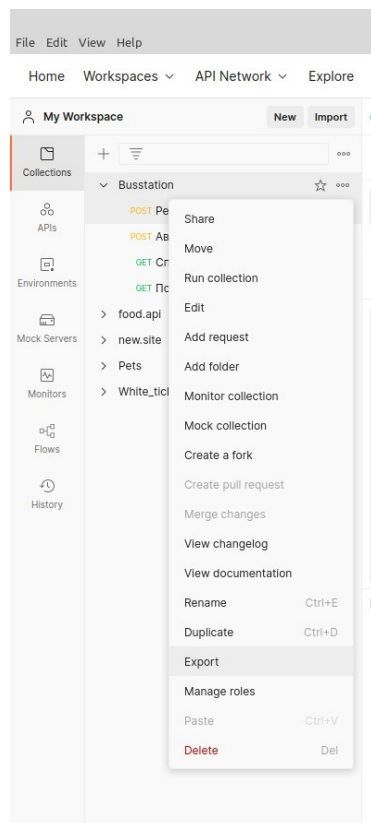 File Edit View Help
Home Workspaces API Network Explore
My Workspace New Import
Collections
Busstation
POST Ре
POST Ав
GET Сп
GET По
APIs
Environments
food.api
Mock Servers
new.site
Pets
Monitors
White_tick
Flows
History
Share
Move
Run collection
Edit
Add request
Add folder
Monitor collection
Mock collection
Create a fork
Create pull request
Merge changes
View changelog
View documentation
Rename Ctrl+E
Duplicate Ctrl+D
Export
Manage roles
Paste Ctrl+V
Delete Del